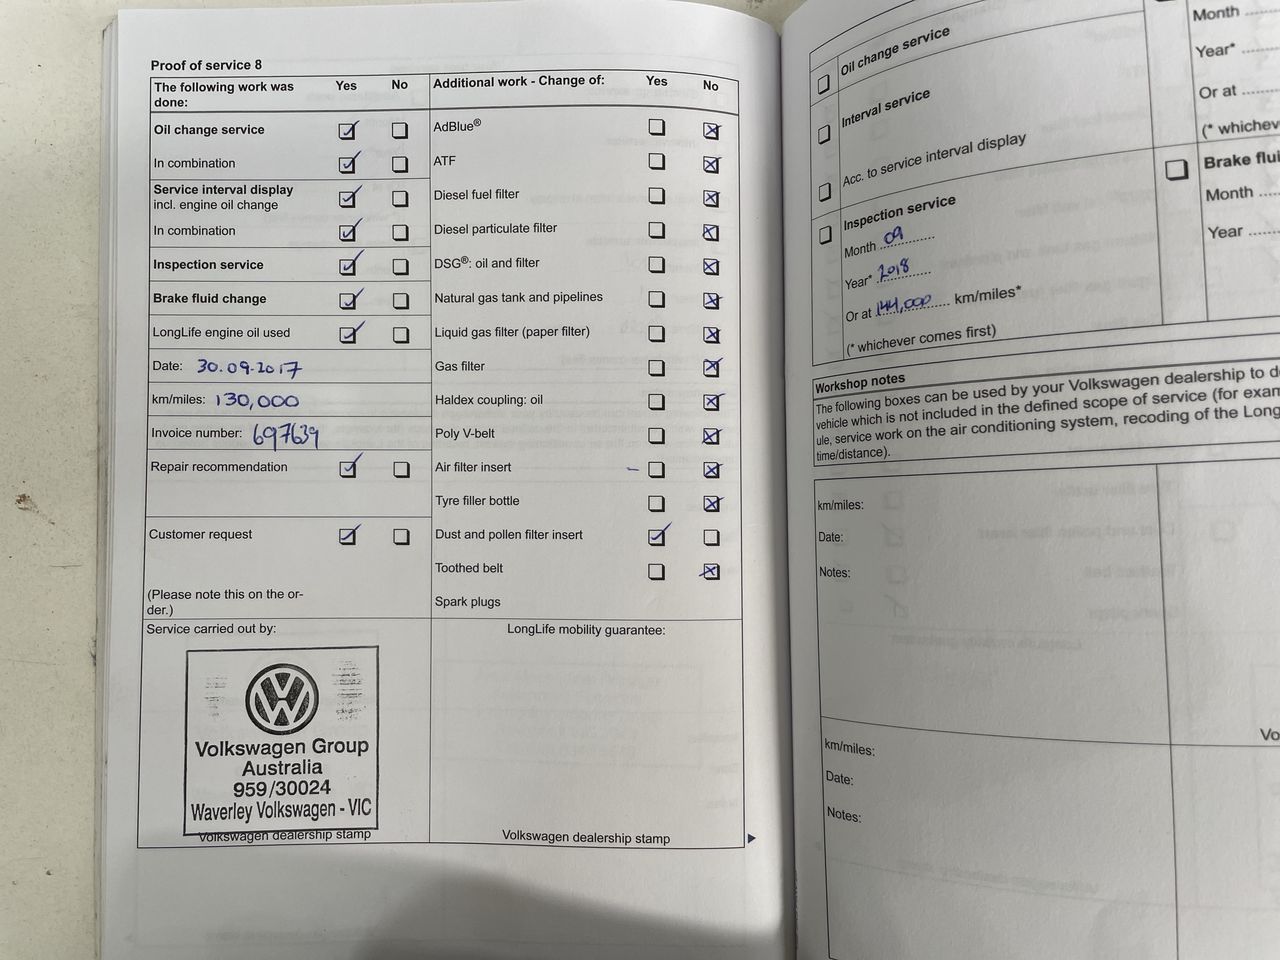 Proof of service 8
The following work was done: Yes No
Oil change service
In combination
Service interval display
incl. engine oil change
In combination
Inspection service
Brake fluid change
LongLife engine oil used
Date: 30.09.2017
km/miles: 130,000
Invoice number: 697639
Repair recommendation
Customer request
(Please note this on the or-
der.)
Service carried out by:
Volkswagen Group
Australia
959/30024
Waverley Volkswagen - VIC
Volkswagen dealership stamp
Additional work - Change of: Yes No
AdBlue®
ATF
Diesel fuel filter
Diesel particulate filter
DSG®: oil and filter
Natural gas tank and pipelines
Liquid gas filter (paper filter)
Gas filter
Haldex coupling: oil
Poly V-belt
Air filter insert
Tyre filler bottle
Dust and pollen filter insert
Toothed belt
Spark plugs
LongLife mobility guarantee:
Volkswagen dealership stamp
Oil change service
Interval service
Acc. to service interval display
Inspection service
Month 09
Year* 2018
Or at 144,000 km/miles*
(* whichever comes first)
Month
Year*
Or at
(* whichev
Brake flui
Month
Year
Workshop notes
The following boxes can be used by your Volkswagen dealership to d
vehicle which is not included in the defined scope of service (for exam
ule, service work on the air conditioning system, recoding of the Long
time/distance).
km/miles:
Date:
Notes:
Vo
km/miles:
Date:
Notes: